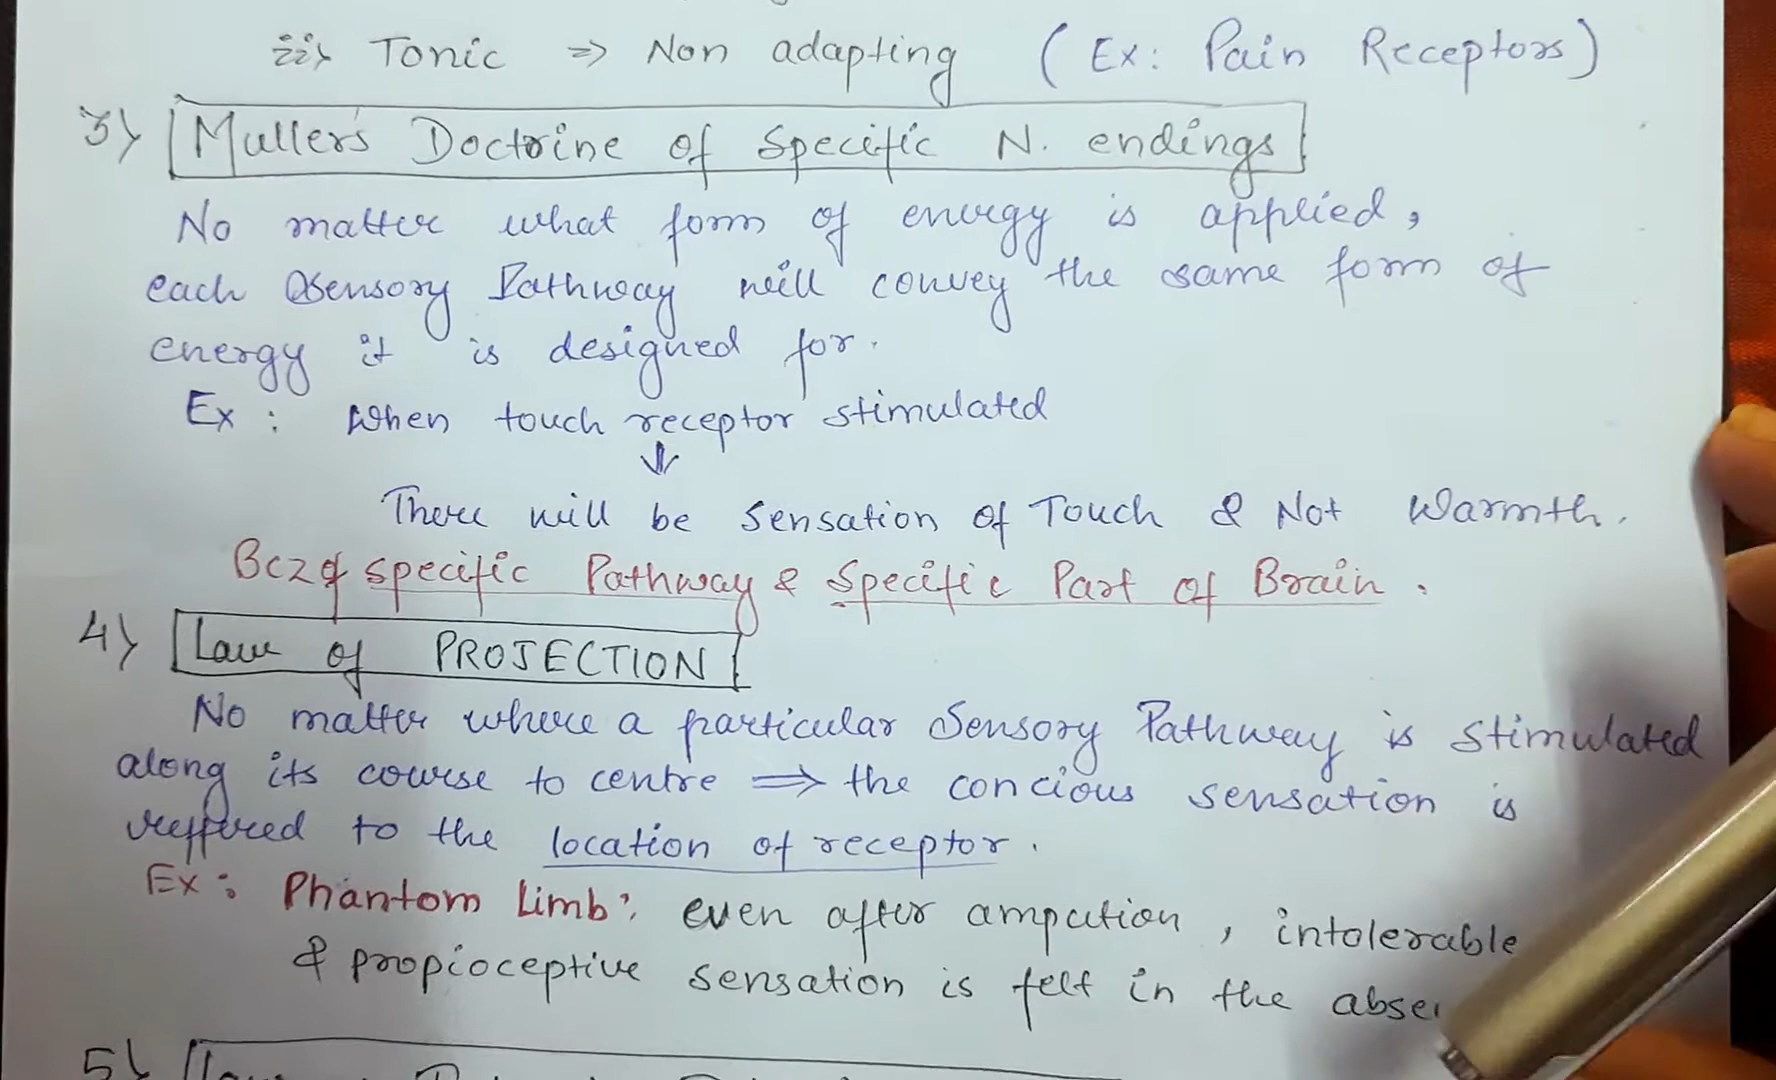 ii) Tonic ⇒ Non adapting (Ex: Pain Receptors)
3) Muller's Doctrine of Specific N. endings
No matter what form of energy is applied,
each sensory Pathway will convey the same form of
energy it is designed for.
Ex: When touch receptor stimulated
↓
There will be sensation of Touch & Not Warmth.
Bcz of specific Pathway & Specific Part of Brain.
4) Law of PROJECTION
No matter where a particular Sensory Pathway is stimulated
along its course to centre ⇒ the concious sensation is
reffered to the location of receptor.
Ex: Phantom Limb: even after ampution, intolerable
& propioceptive sensation is felt in the
5)